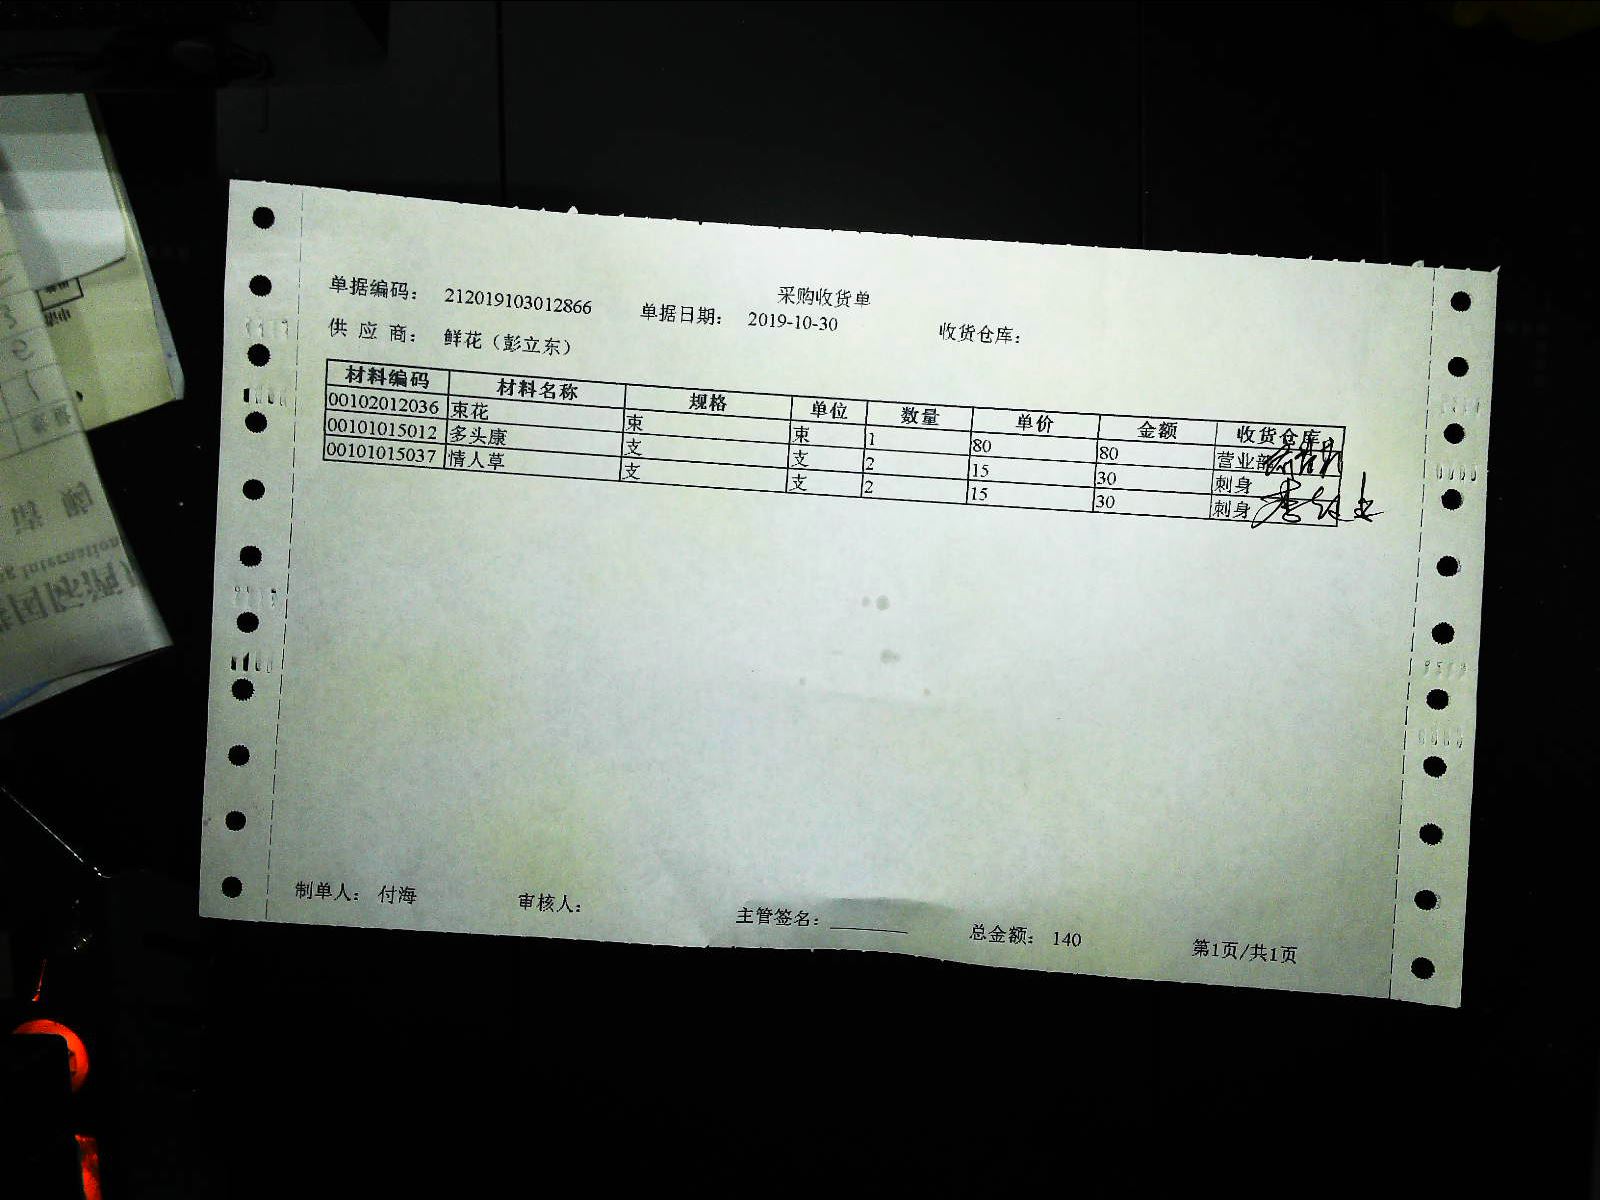 采购收货单
单据编码： 212019103012866 单据日期： 2019-10-30 收货仓库：
供 应 商： 鲜花（彭立东）
材料编码 材料名称 规格 单位 数量 单价 金额 收货仓库
00102012036 束花 束 束 1 80 80 营业部
00101015012 多头康 支 支 2 15 30 刺身
00101015037 情人草 支 支 2 15 30 刺身
制单人： 付海 审核人： 主管签名： 总金额： 140 第1页/共1页